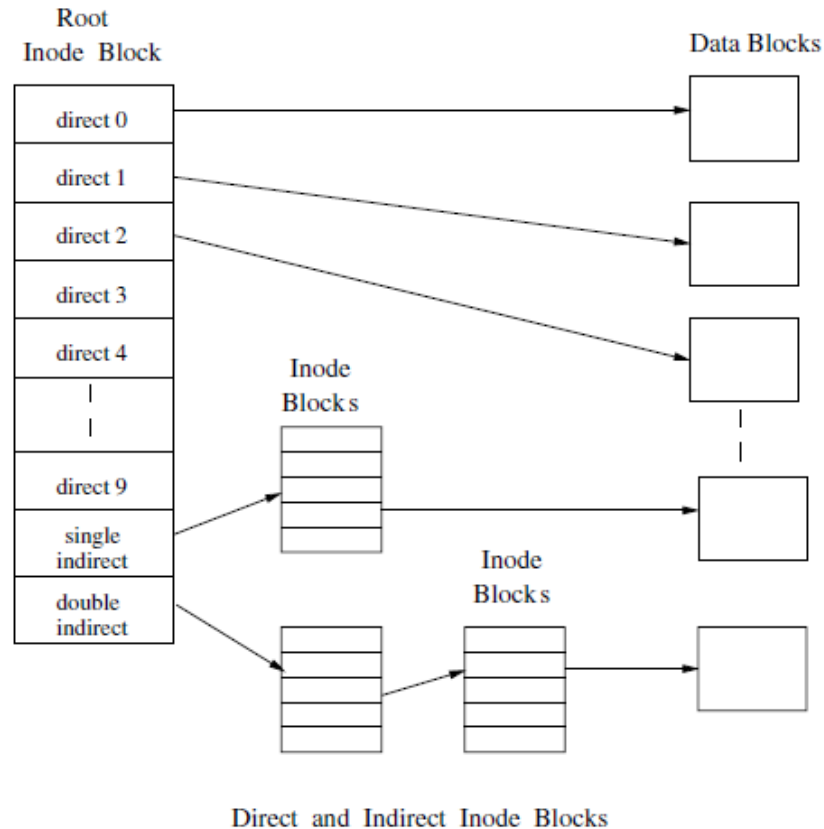 Root
Inode Block
Data Blocks
direct 0
direct 1
direct 2
direct 3
direct 4
direct 9
single
indirect
double
indirect
Inode
Blocks
Inode
Blocks
Direct and Indirect Inode Blocks